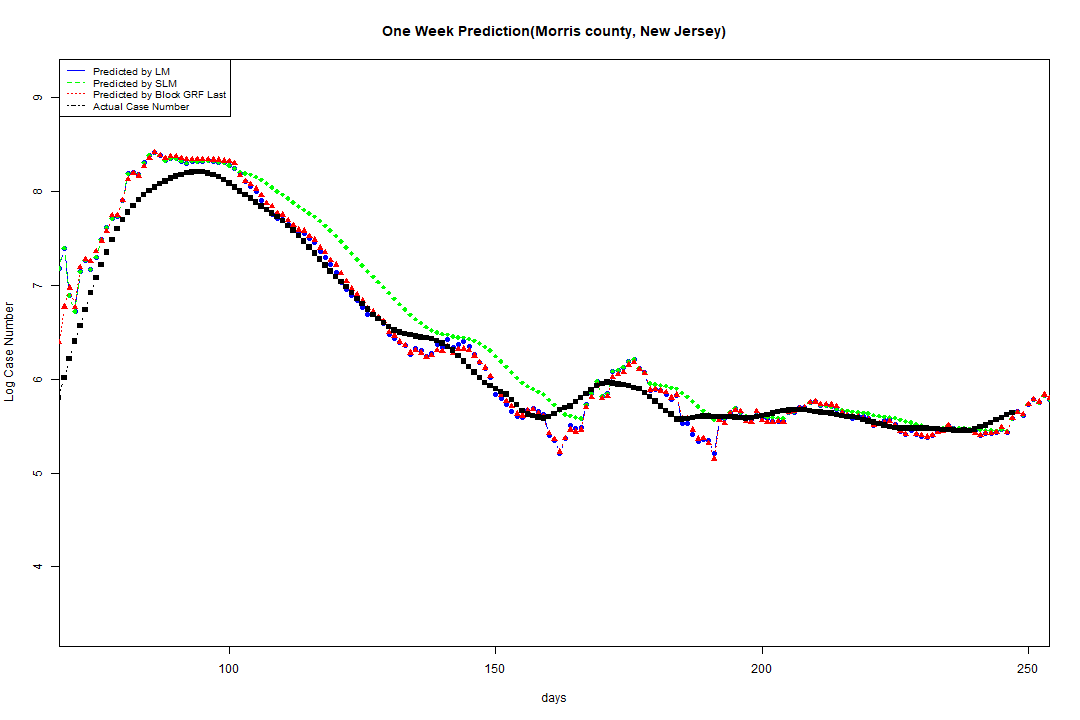 One Week Prediction(Morris county, New Jersey)
Predicted by LM
Predicted by SLM
Predicted by Block GRF Last
Actual Case Number
9
8
7
6
5
4
Log Case Number
100 150 200 250
days